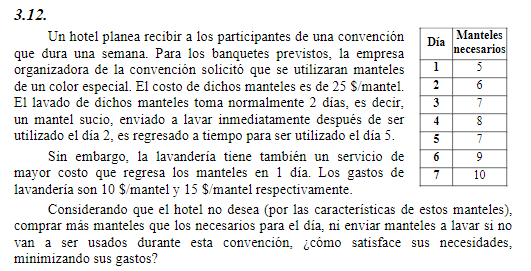 3.12.
Un hotel planea recibir a los participantes de una convención
que dura una semana. Para los banquetes previstos, la empresa
organizadora de la convención solicitó que se utilizaran manteles
de un color especial. El costo de dichos manteles es de 25 $/mantel.
El lavado de dichos manteles toma normalmente 2 días, es decir,
un mantel sucio, enviado a lavar inmediatamente después de ser
utilizado el día 2, es regresado a tiempo para ser utilizado el día 5.
Sin embargo, la lavandería tiene también un servicio de
mayor costo que regresa los manteles en 1 día. Los gastos de
lavandería son 10 $/mantel y 15 $/mantel respectivamente.
Día Manteles
necesarios
1 5
2 6
3 7
4 8
5 7
6 9
7 10
Considerando que el hotel no desea (por las características de estos manteles),
comprar más manteles que los necesarios para el día, ni enviar manteles a lavar si no
van a ser usados durante esta convención, ¿cómo satisface sus necesidades,
minimizando sus gastos?